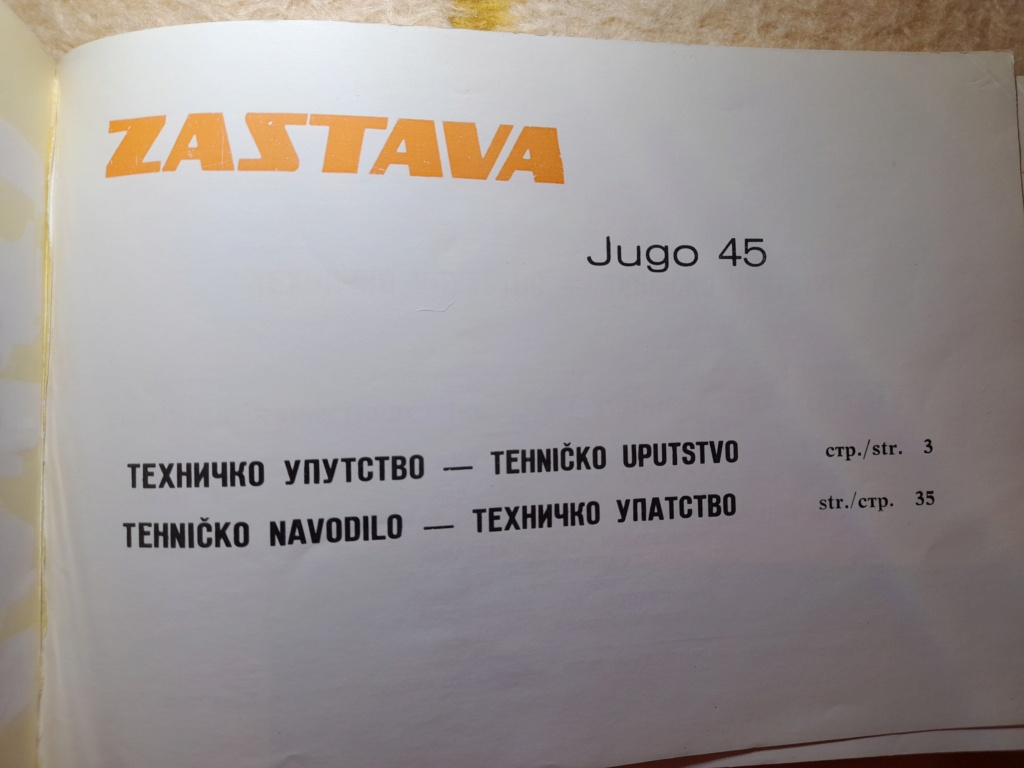 ZASTAVA
Jugo 45
ТЕХНИЧКО УПУТСТВО — TEHNIČKO UPUTSTVO стр./str. 3
TEHNIČKO NAVODILO — ТЕХНИЧКО УПАТСТВО str./стр. 35